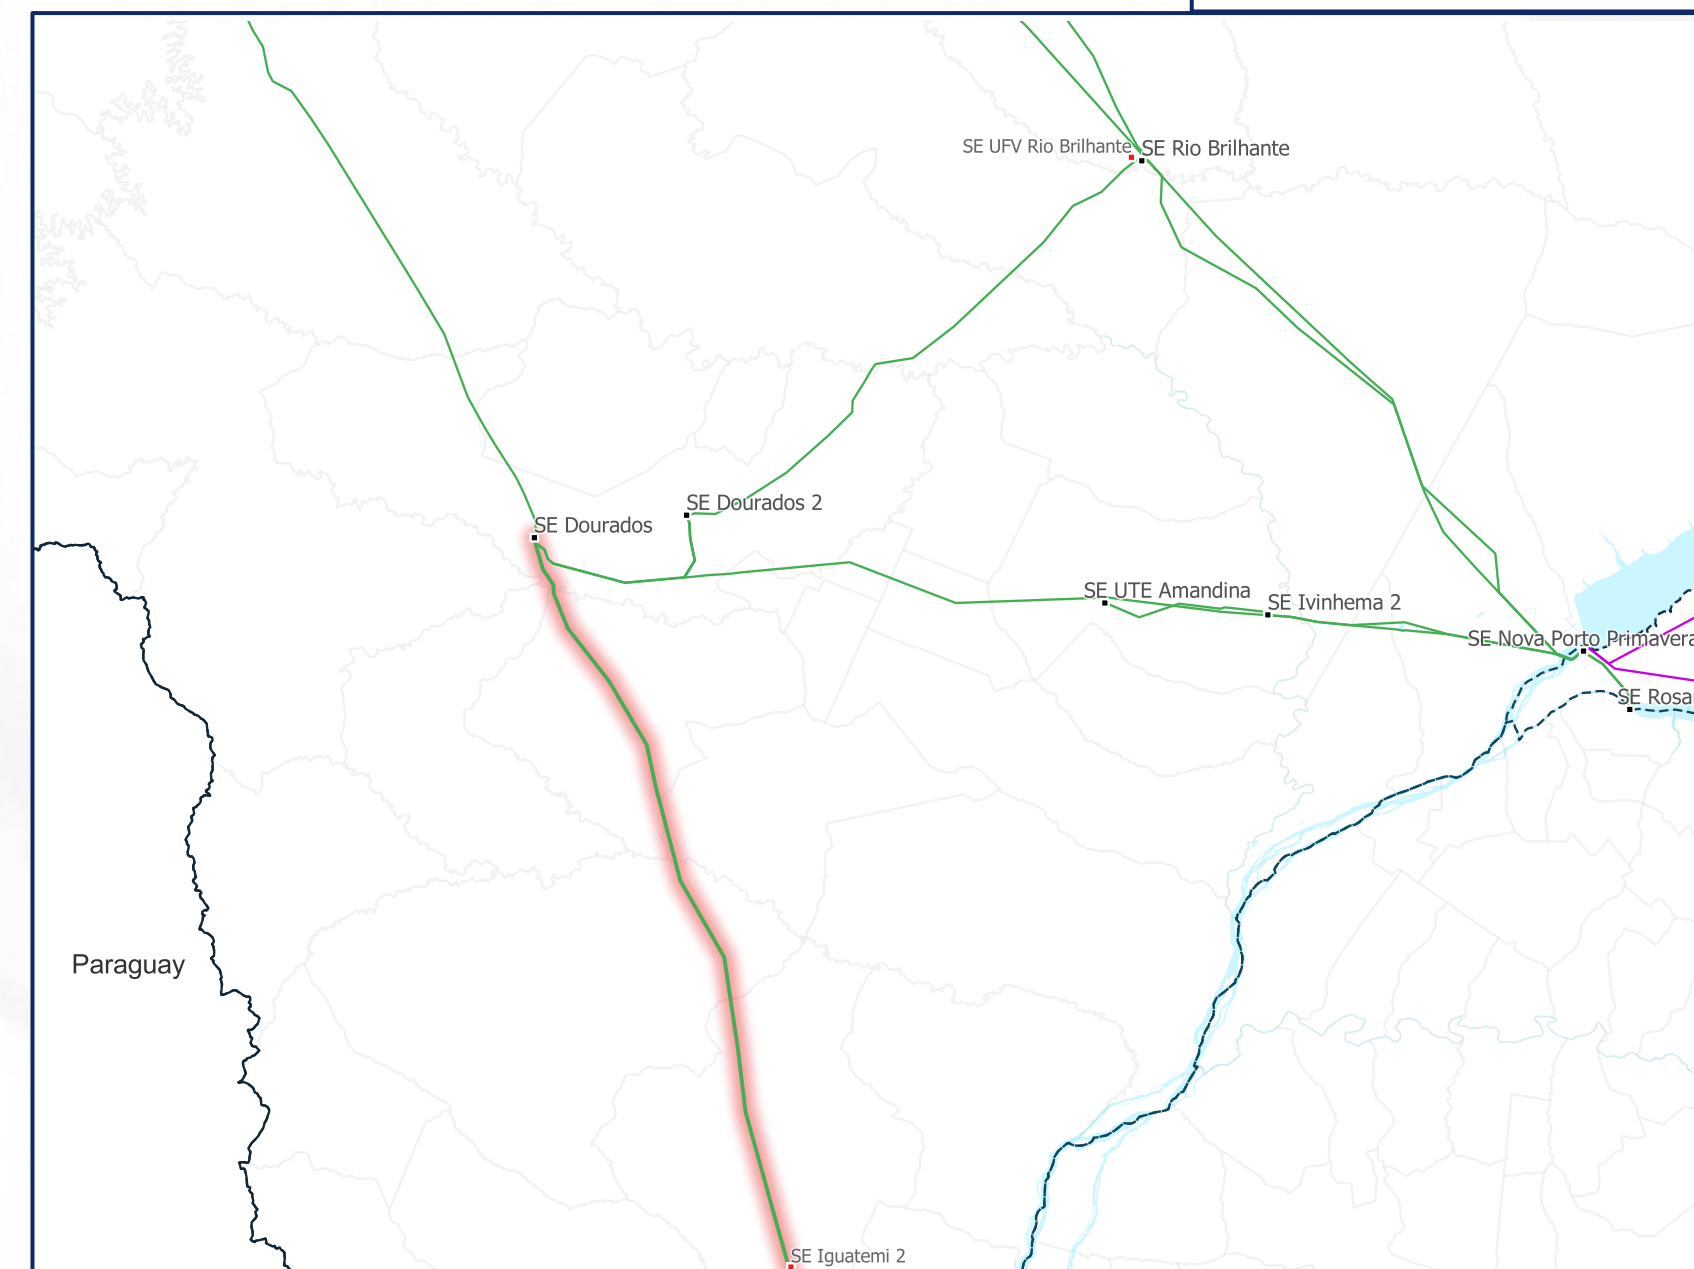 SE UFV Rio Brilhante
SE Rio Brilhante
SE Dourados 2
SE Dourados
SE UTE Amandina
SE Ivinhema 2
SE Nova Porto Primavera
SE Rosa
Paraguay
SE Iguatemi 2